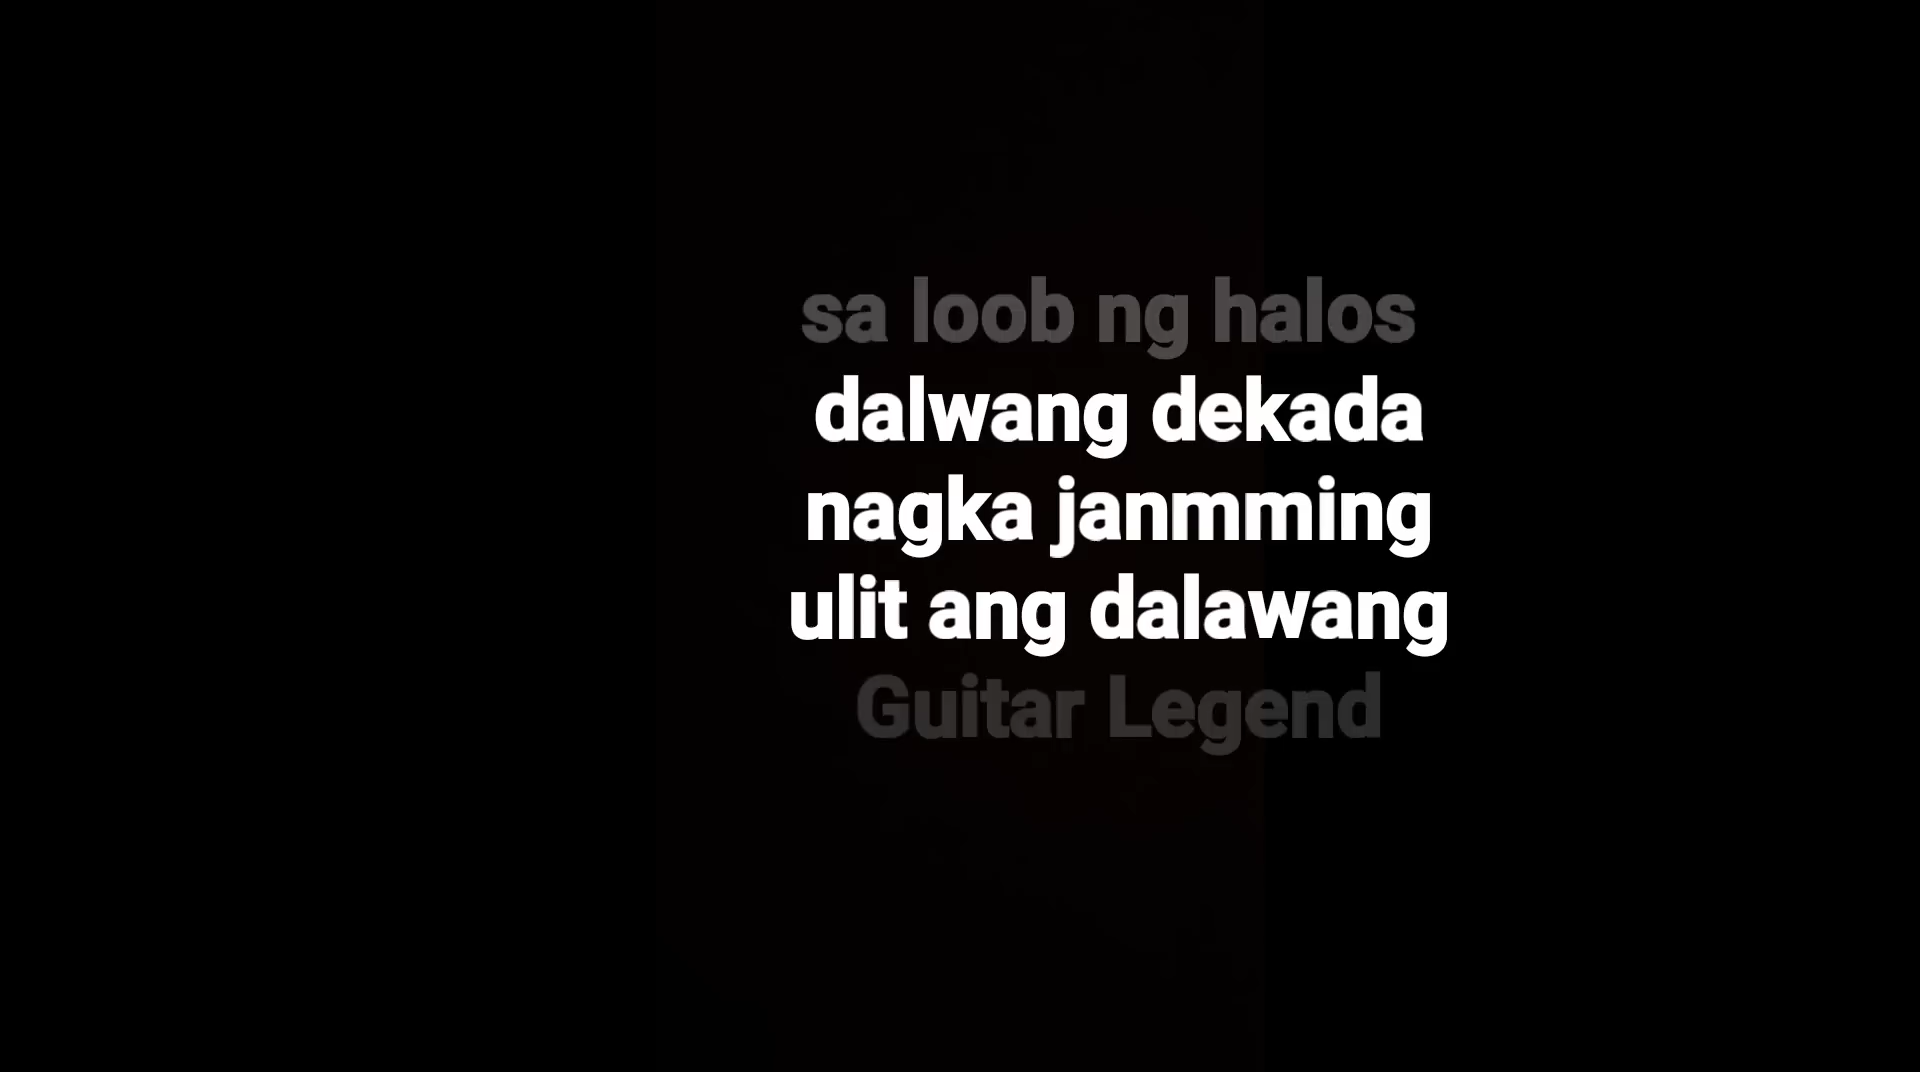 sa loob ng halos
dalwang dekada
nagka janmming
ulit ang dalawang
Guitar Legend